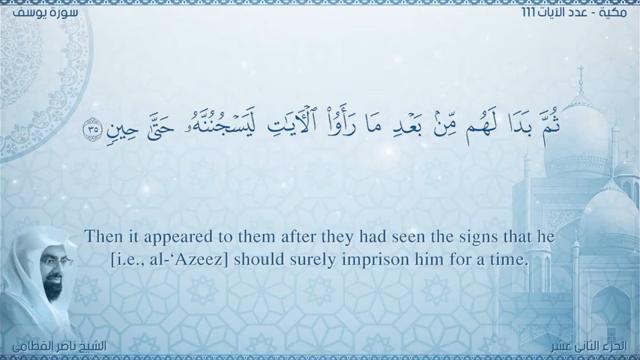 مكية - عدد الآيات 111
سورة يوسف
ثُمَّ بَدَا لَهُم مِّنۢ بَعْدِ مَا رَأَوُا۟ ٱلْـَٔايَـٰتِ لَيَسْجُنُنَّهُۥ حَتَّىٰ حِينٍۢ ٣٥
Then it appeared to them after they had seen the signs that he
[i.e., al-‘Azeez] should surely imprison him for a time.
الجزء الثاني عشر
الشيخ ناصر القطامي